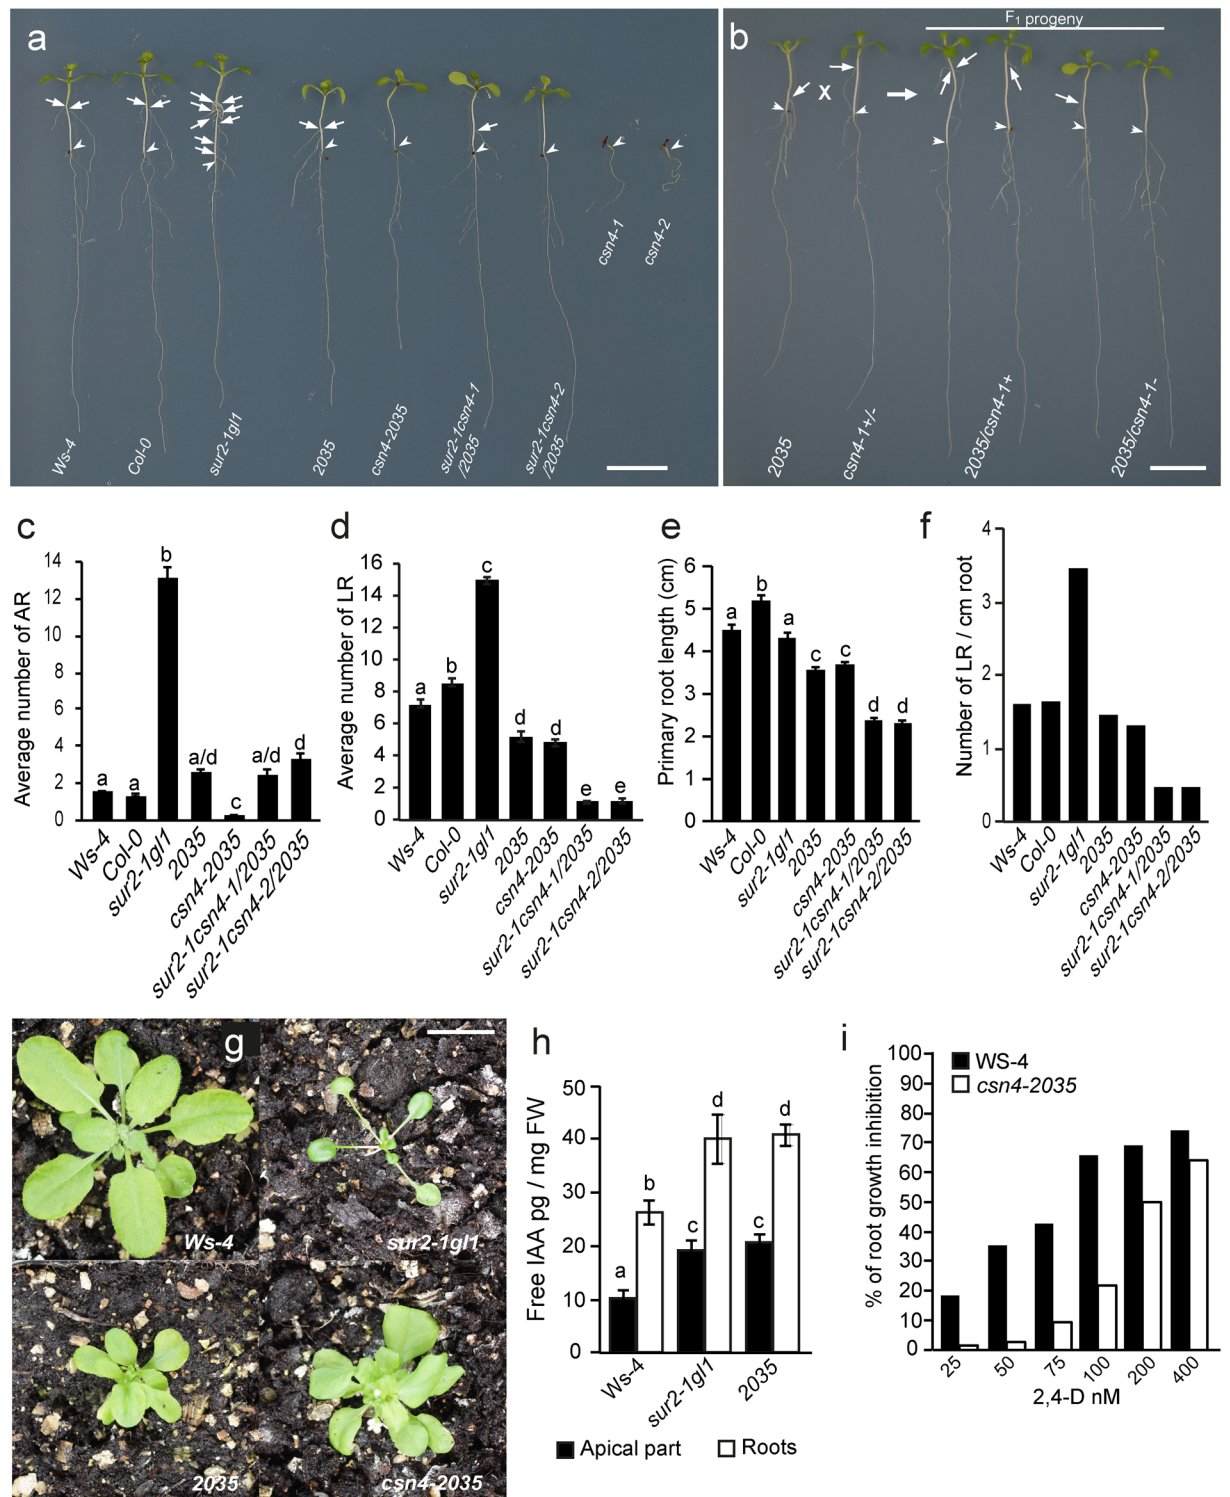 a
Ws-4
Col-0
sur2-1gl1
2035
csn4-2035
sur2-1csn4-1
/2035
sur2-1csn4-2
/2035
csn4-1
csn4-2
b
F1 progeny
X
2035
csn4-1+/-
2035/csn4-1+
2035/csn4-1-
c
Average number of AR
14
12
10
8
6
4
2
0
a
a
b
a/d
c
a/d
d
Ws-4
Col-0
sur2-1gl1
2035
csn4-2035
sur2-1csn4-1/2035
sur2-1csn4-2/2035
d
Average number of LR
16
14
12
10
8
6
4
2
0
a
b
c
d
d
e
e
Ws-4
Col-0
sur2-1gl1
2035
csn4-2035
sur2-1csn4-1/2035
sur2-1csn4-2/2035
e
Primary root length (cm)
6
5
4
3
2
1
0
a
b
a
c
c
d
d
Ws-4
Col-0
sur2-1gl1
2035
csn4-2035
sur2-1csn4-1/2035
sur2-1csn4-2/2035
f
Number of LR / cm root
4
3
2
1
0
Ws-4
Col-0
sur2-1gl1
2035
csn4-2035
sur2-1csn4-1/2035
sur2-1csn4-2/2035
g
Ws-4
sur2-1gl1
2035
csn4-2035
h
Free IAA pg / mg FW
50
40
30
20
10
0
a
b
c
d
c
d
Ws-4
sur2-1gl1
2035
Apical part
Roots
i
% of root growth inhibition
100
90
80
70
60
50
40
30
20
10
0
WS-4
csn4-2035
25
50
75
100
200
400
2,4-D nM